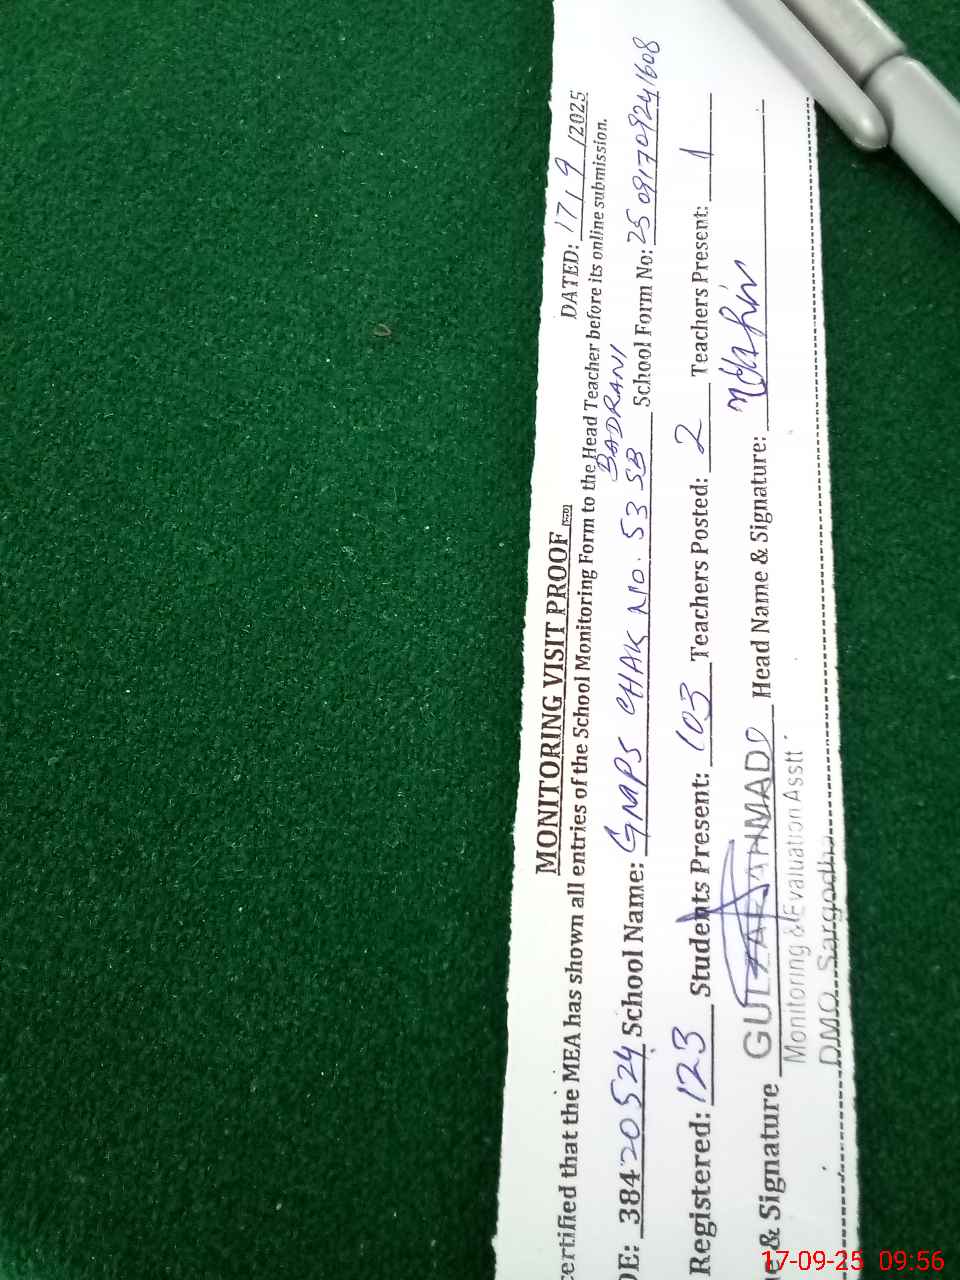 MONITORING VISIT PROOF
DATED: 17/9/2025
certified that the MEA has shown all entries of the School Monitoring Form to the Head Teacher before its online submission.
DE: 38420524 School Name: GMPS CHAK NO. 53 SB BADRANI School Form No: 25091709241608
Registered: 123 Students Present: 103 Teachers Posted: 2 Teachers Present: 1
e & Signature GULZAR AHMAD Head Name & Signature:
Monitoring & Evaluation Asstt
DMO Sargodha
17-09-25 09:56